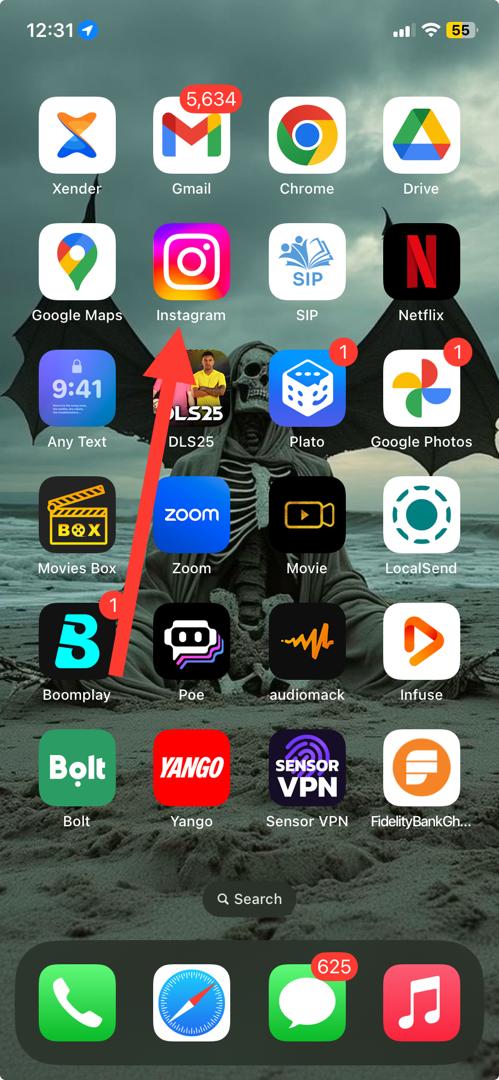 12:31
55
5,634
Xender
Gmail
Chrome
Drive
SIP
Google Maps
Instagram
SIP
Netflix
9:41
DLS25
1
1
Any Text
DLS25
Plato
Google Photos
BOX
zoom
Movies Box
Zoom
Movie
LocalSend
1
B
Boomplay
Poe
audiomack
Infuse
Bolt
YANGO
SENSOR
VPN
Bolt
Yango
Sensor VPN
FidelityBankGh...
Search
625